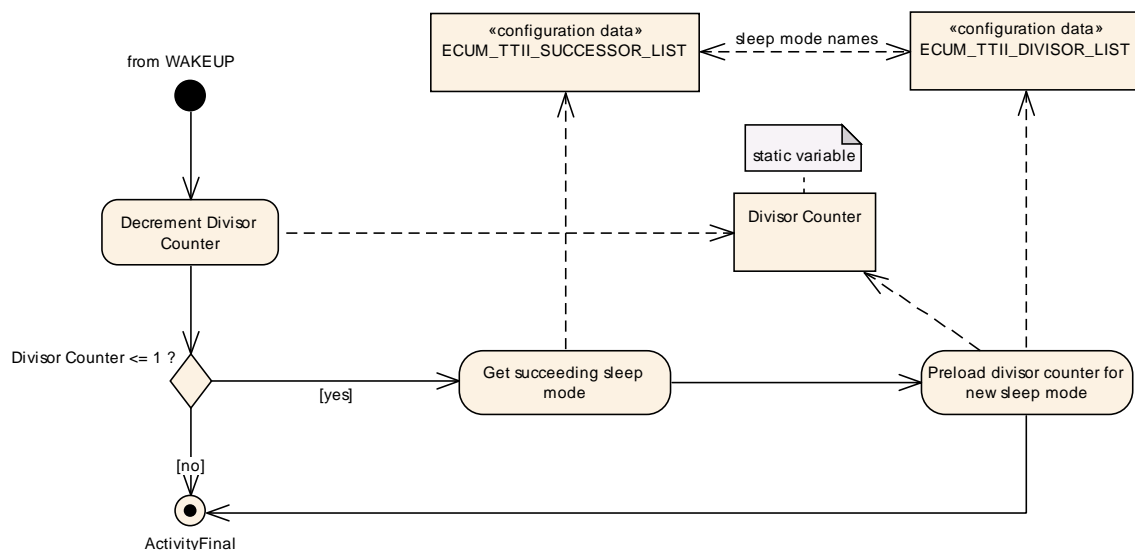 «configuration data»
ECUM_TTII_SUCCESSOR_LIST
sleep mode names
«configuration data»
ECUM_TTII_DIVISOR_LIST
from WAKEUP
static variable
Decrement Divisor
Counter
Divisor Counter
Divisor Counter <= 1 ?
[yes]
Get succeeding sleep
mode
Preload divisor counter for
new sleep mode
[no]
ActivityFinal